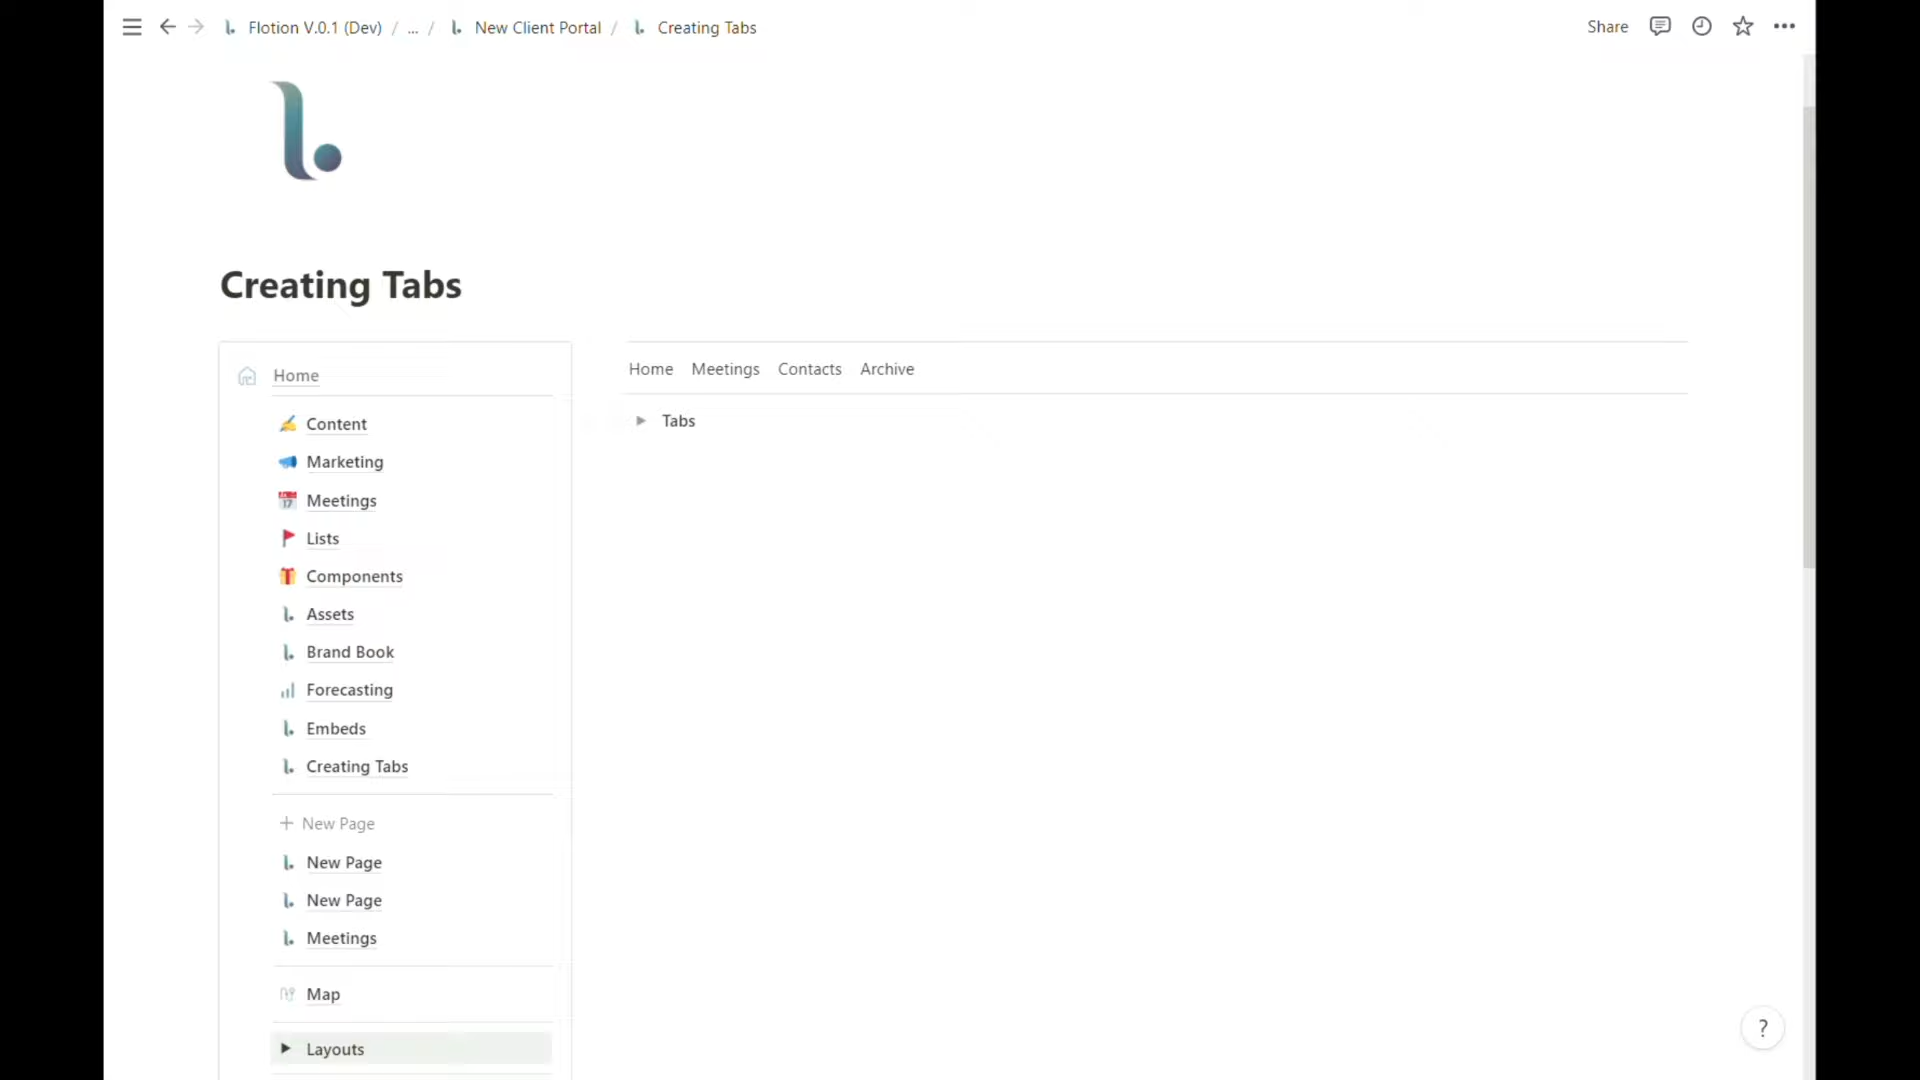 Flotion V.0.1 (Dev) / ... / New Client Portal / Creating Tabs
Share
Creating Tabs
Home
Content
Marketing
Meetings
Lists
Components
Assets
Brand Book
Forecasting
Embeds
Creating Tabs
+ New Page
New Page
New Page
Meetings
Map
Layouts
Home Meetings Contacts Archive
Tabs
?